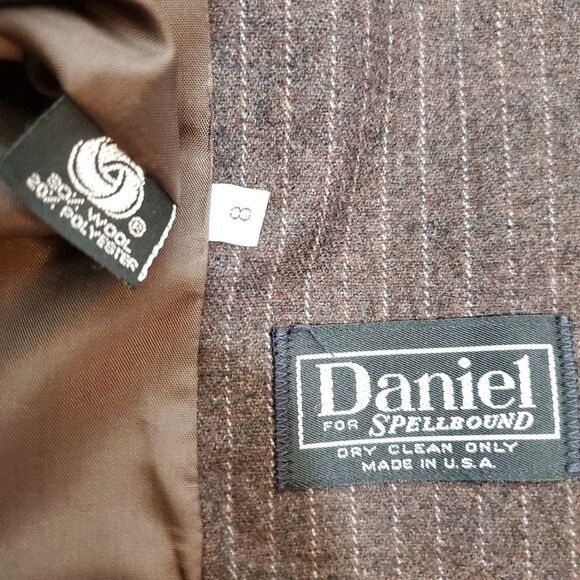 ®
80% WOOL
20% POLYESTER
8
Daniel
FOR SPELLBOUND
DRY CLEAN ONLY
MADE IN U.S.A.